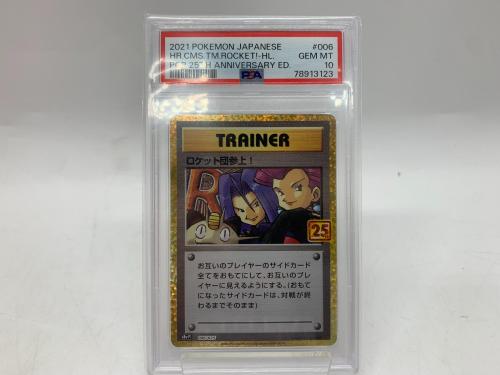 2021 POKEMON JAPANESE #006
HR.CMS.TM.ROCKET!-HL. GEM MT
25TH ANNIVERSARY ED. 10
PSA 78913123
TRAINER
ロケット団参上！
R
25
お互いのプレイヤーのサイドカード
全てをおもてにして、お互いのプレ
イヤーに見えるようにする。(おもて
になったサイドカードは、対戦が終
わるまでそのまま)